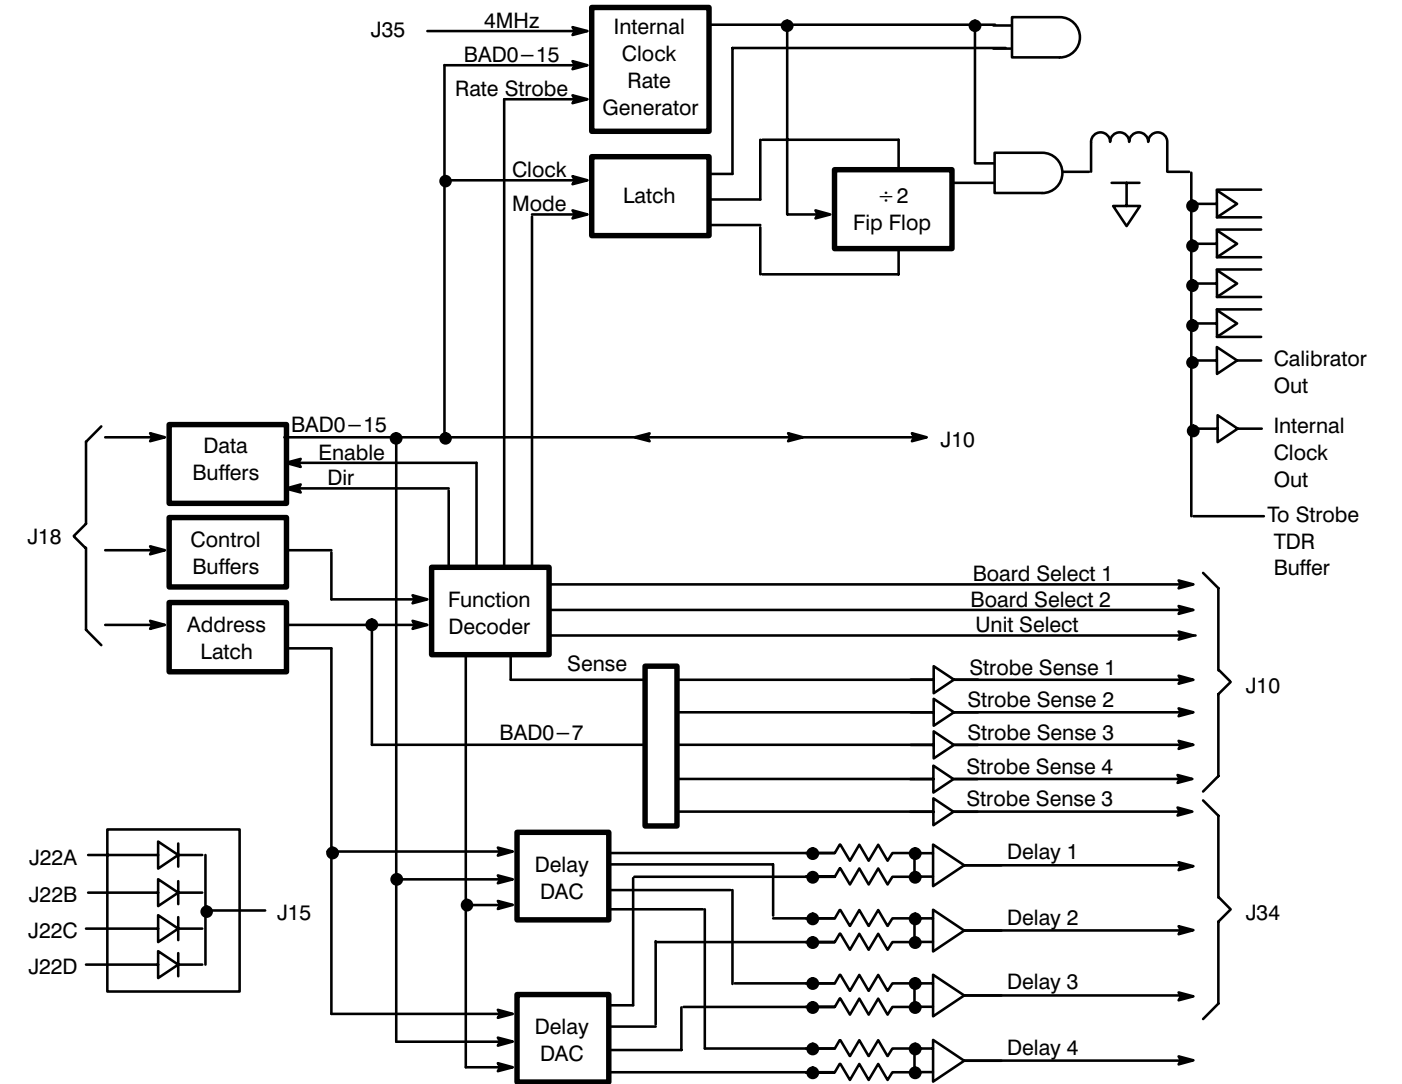 J35
4MHz
BAD0−15
Rate Strobe
Internal
Clock
Rate
Generator
Clock
Mode
Latch
÷2
Fip Flop
Calibrator
Out
Internal
Clock
Out
To Strobe
TDR
Buffer
J18
Data
Buffers
BAD0−15
Enable
Dir
J10
Control
Buffers
Address
Latch
Function
Decoder
Board Select 1
Board Select 2
Unit Select
Sense
BAD0−7
Strobe Sense 1
Strobe Sense 2
Strobe Sense 3
Strobe Sense 4
Strobe Sense 3
J10
J22A
J22B
J22C
J22D
J15
Delay
DAC
Delay
DAC
Delay 1
Delay 2
Delay 3
Delay 4
J34